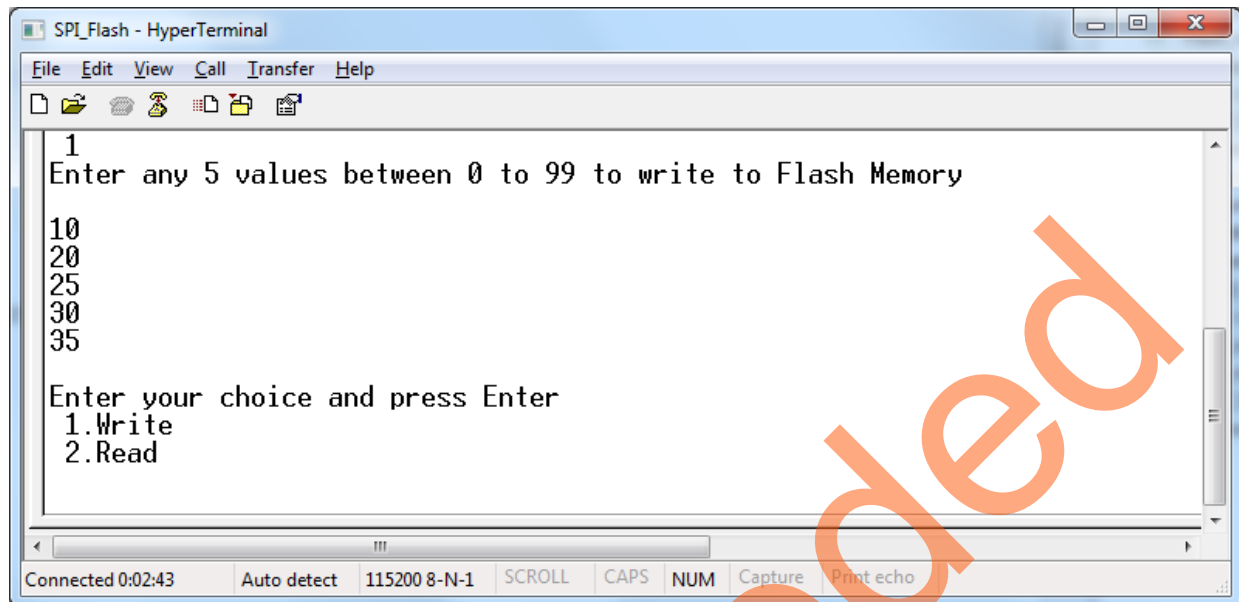 SPI_Flash - HyperTerminal
File Edit View Call Transfer Help
1
Enter any 5 values between 0 to 99 to write to Flash Memory
10
20
25
30
35
Enter your choice and press Enter
1.Write
2.Read
Connected 0:02:43 Auto detect 115200 8-N-1 SCROLL CAPS NUM Capture Print echo
ded